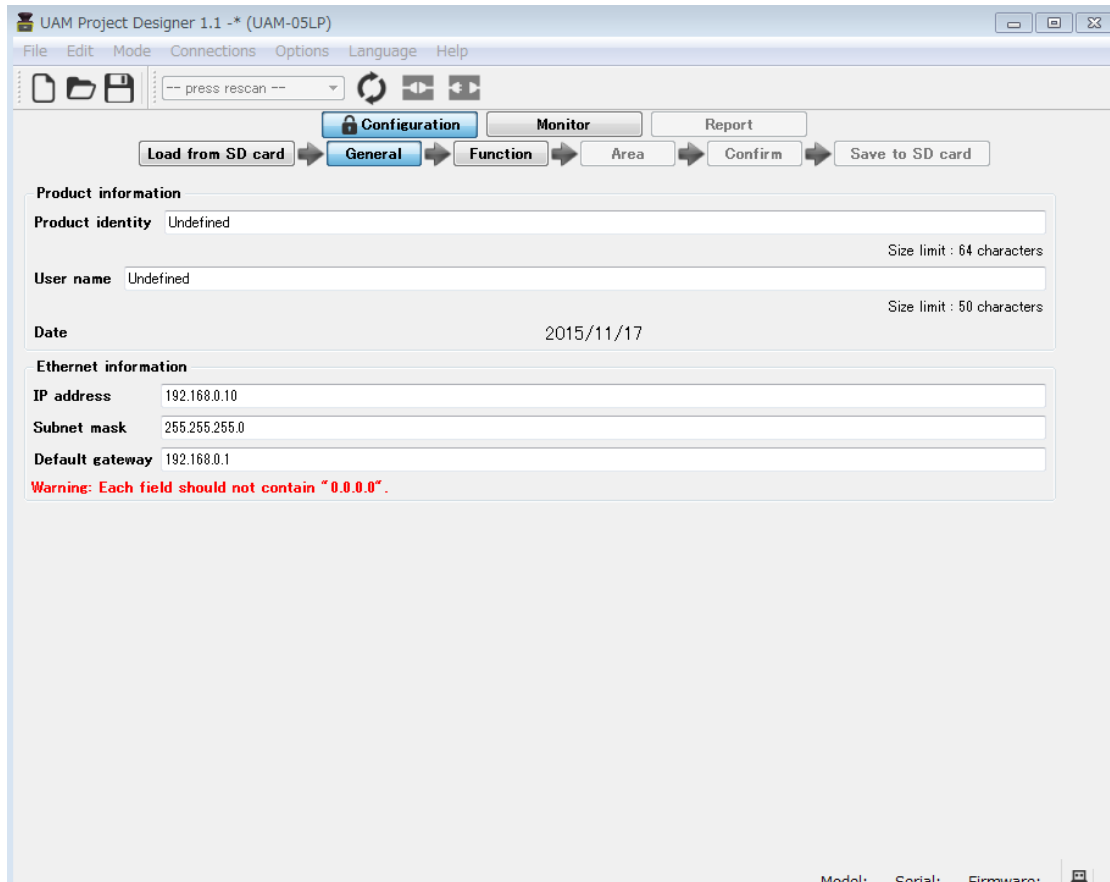 UAM Project Designer 1.1 -* (UAM-05LP)
File Edit Mode Connections Options Language Help
-- press rescan --
Configuration Monitor Report
Load from SD card General Function Area Confirm Save to SD card
Product information
Product identity Undefined
Size limit : 64 characters
User name Undefined
Size limit : 50 characters
Date 2015/11/17
Ethernet information
IP address 192.168.0.10
Subnet mask 255.255.255.0
Default gateway 192.168.0.1
Warning: Each field should not contain "0.0.0.0".
Model: Serial: Firmware: